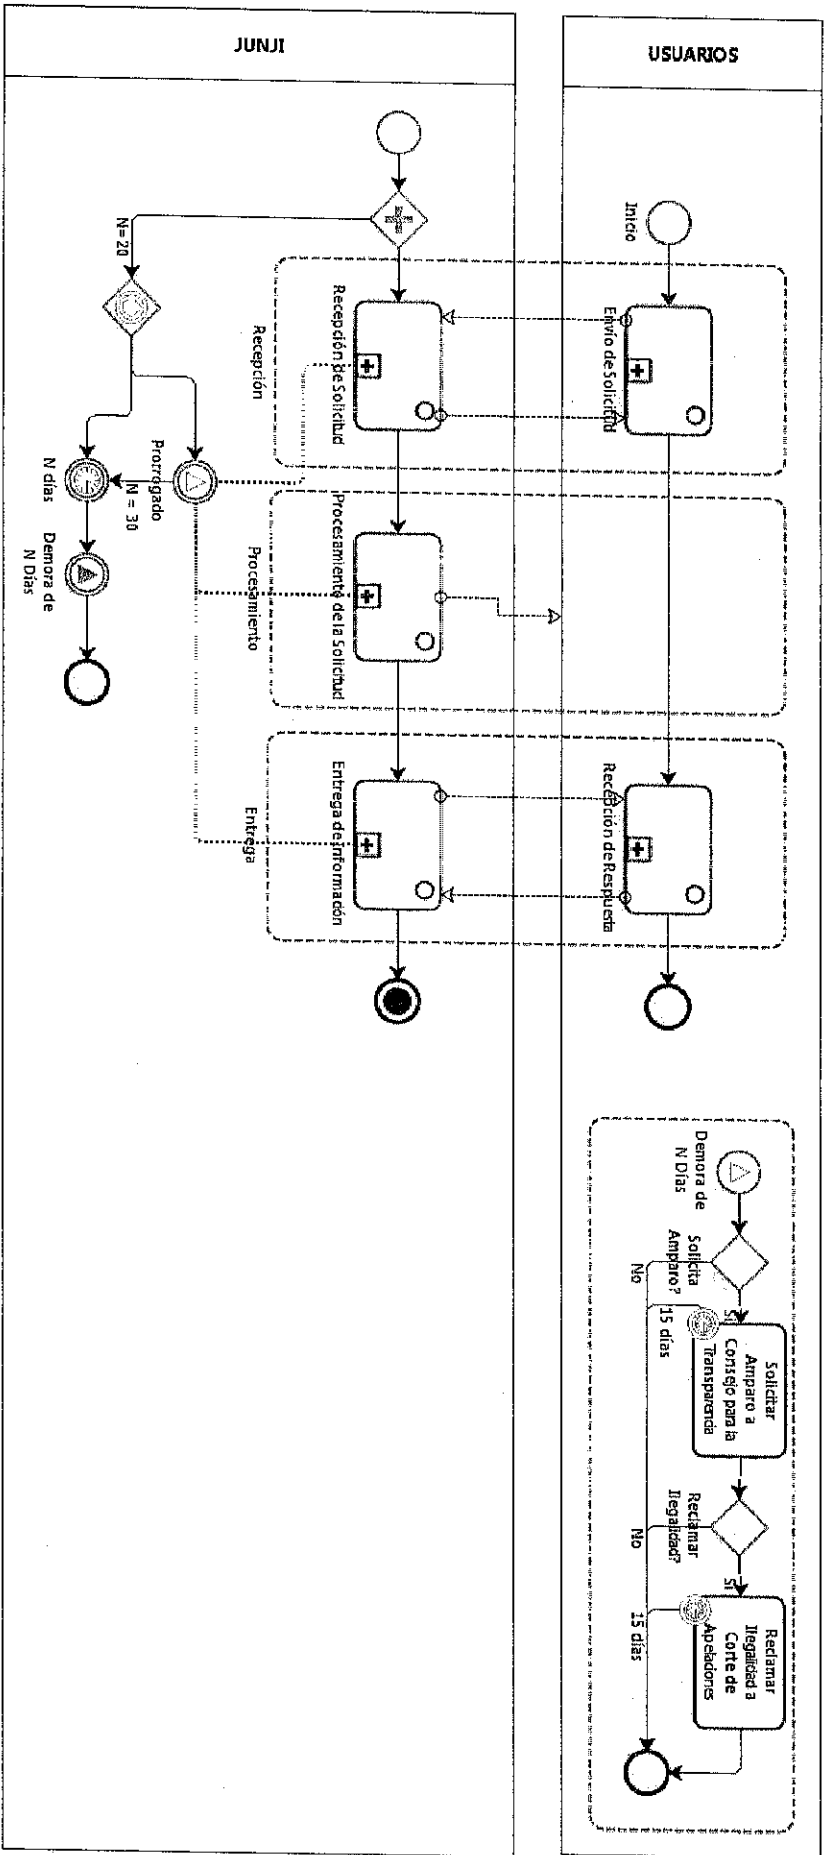 JUNJI
USUARIOS
Inicio
Envío de Solicitud
Recepción de Solicitud
Recepción
N= 20
Prorrogado
N = 30
N días
Demora de
N Días
Procesamiento de la Solicitud
Procesamiento
Recepción de Respuesta
Entrega de Información
Entrega
Demora de
N Días
Solicita
Amparo?
No
Si
15 días
Solicitar
Amparo a
Consejo para la
Transparencia
Reclamar
Ilegalidad?
No
Si
15 días
Reclamar
Ilegalidad a
Corte de
Apelaciones